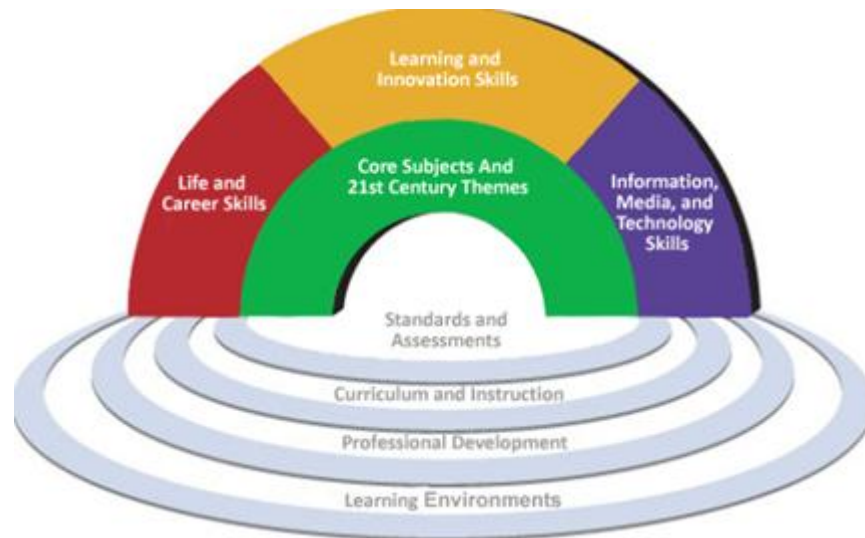 Learning and
Innovation Skills
Core Subjects And
21st Century Themes
Life and
Career Skills
Information,
Media, and
Technology
Skills
Standards and
Assessments
Curriculum and Instruction
Professional Development
Learning Environments